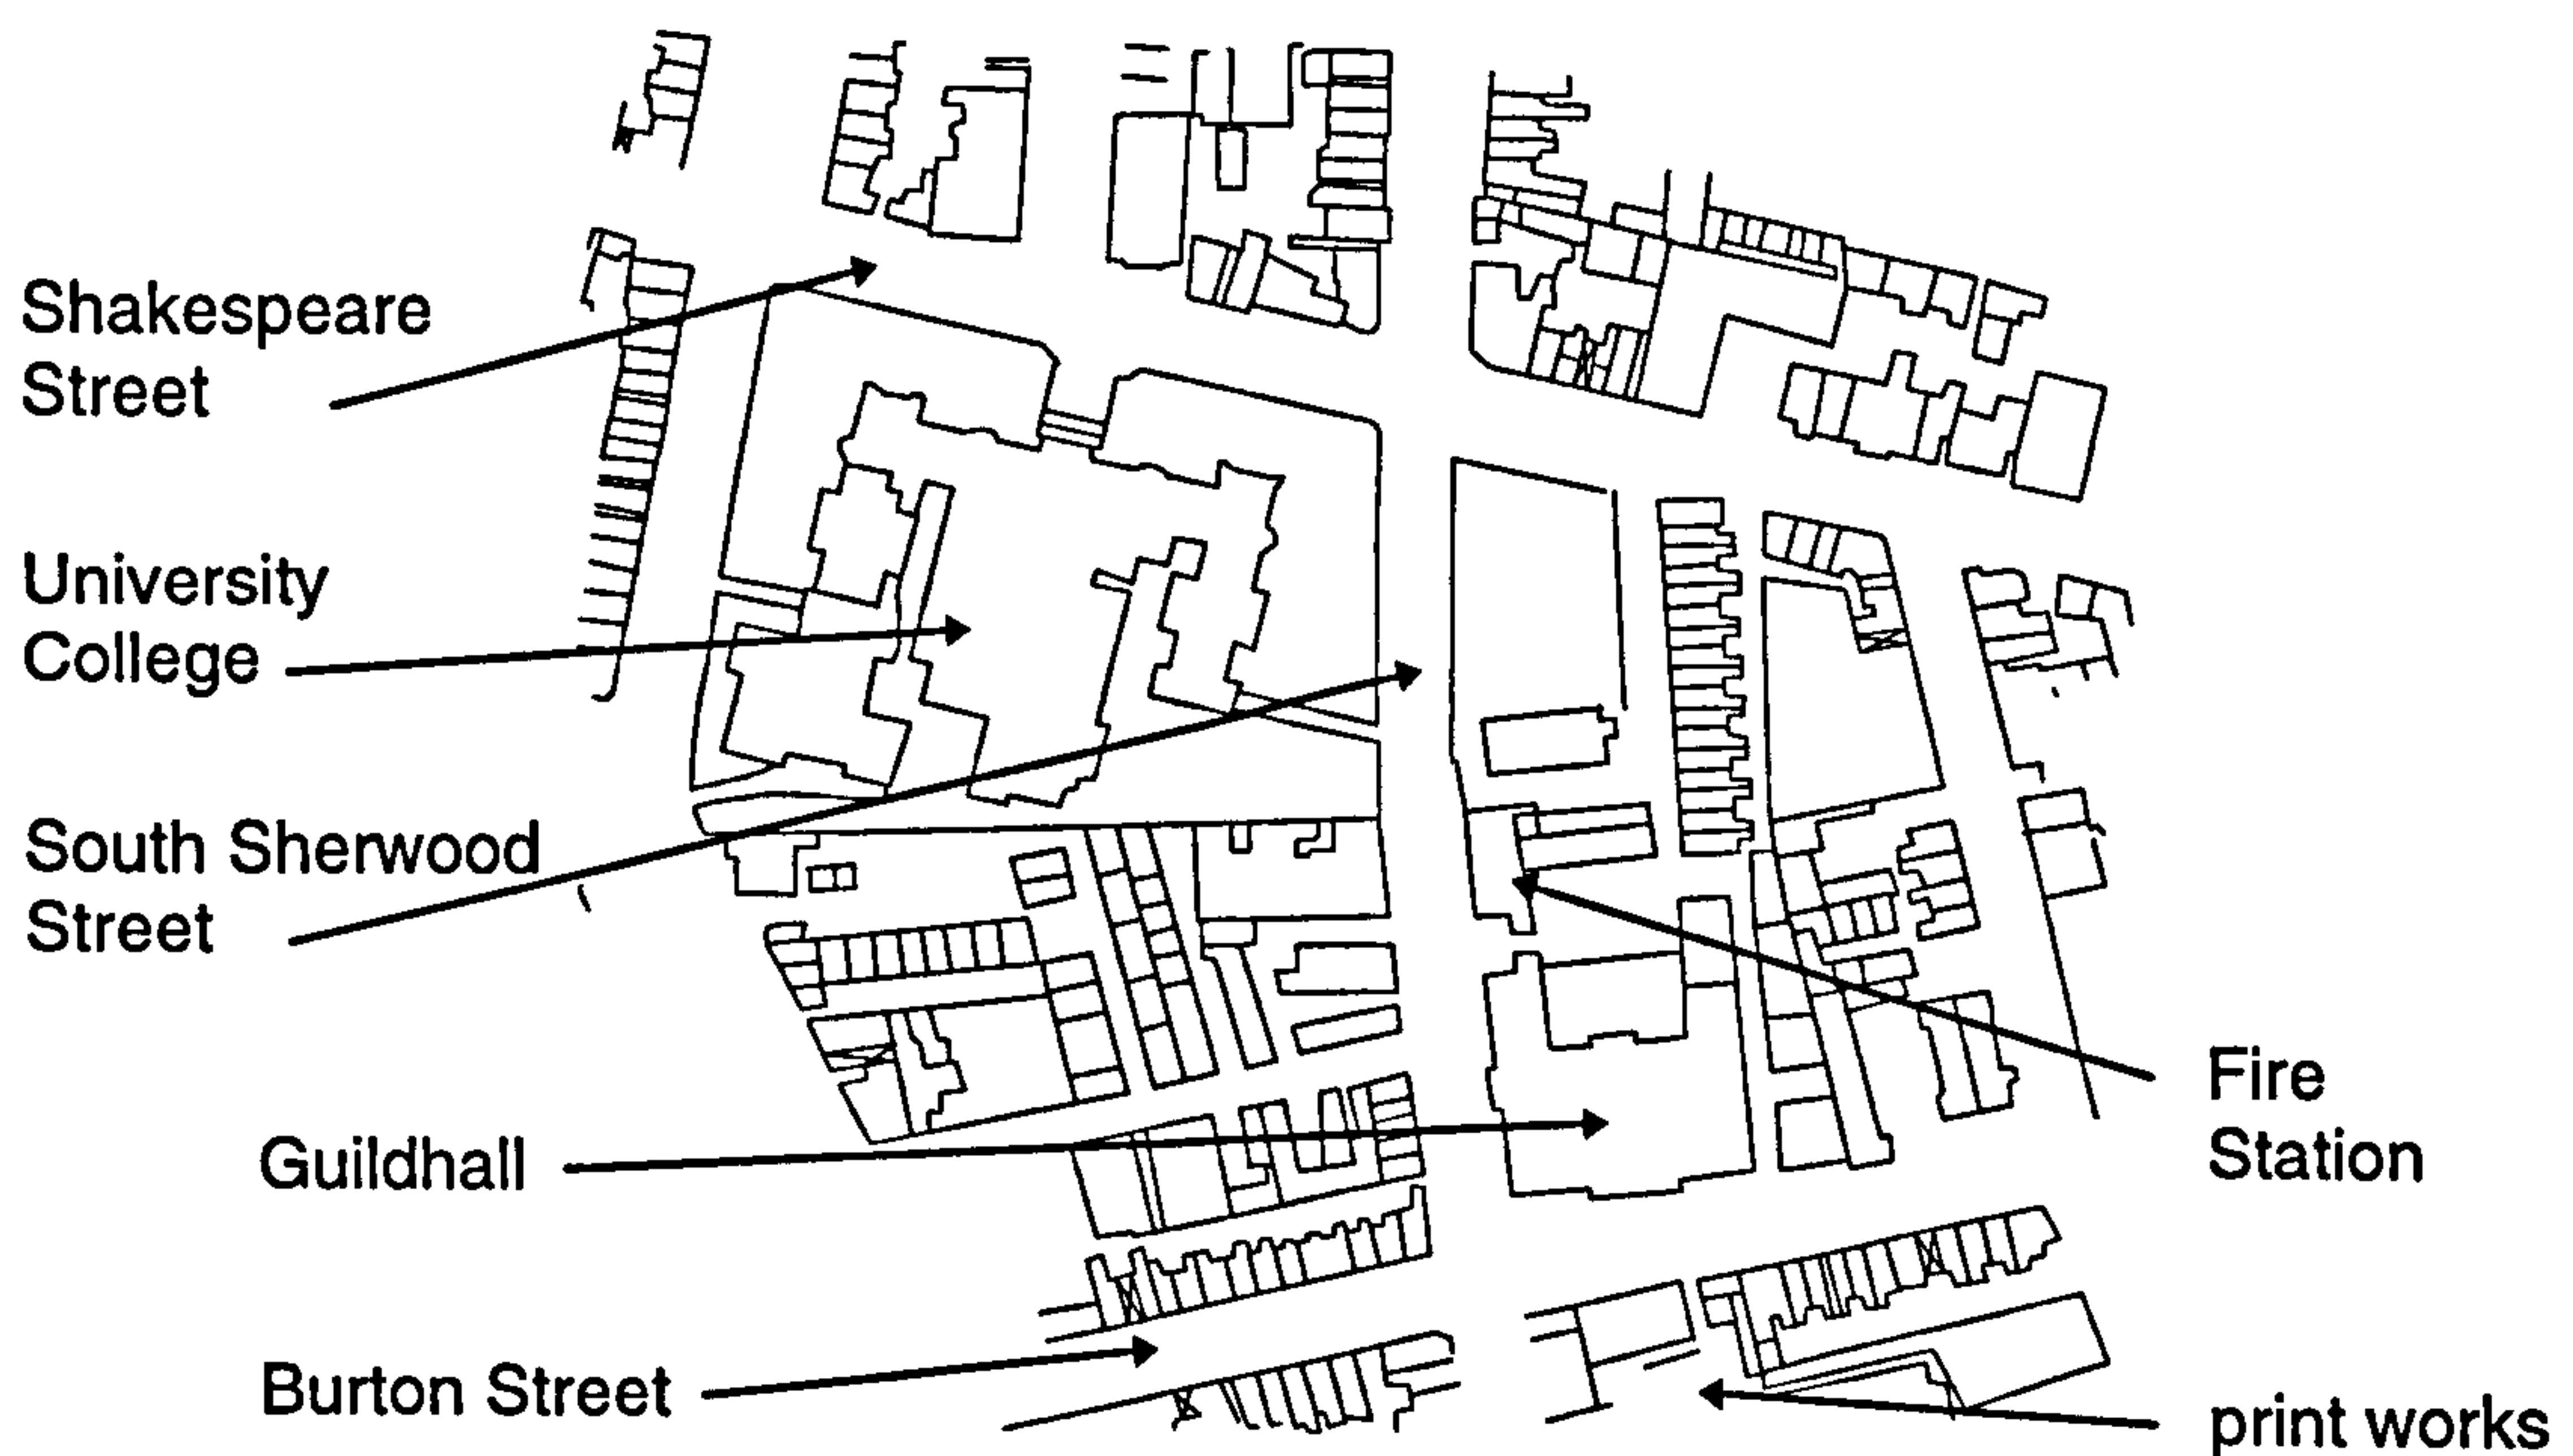 Shakespeare
Street
University
College
South Sherwood
Street
Guildhall
Burton Street
Fire
Station
print works